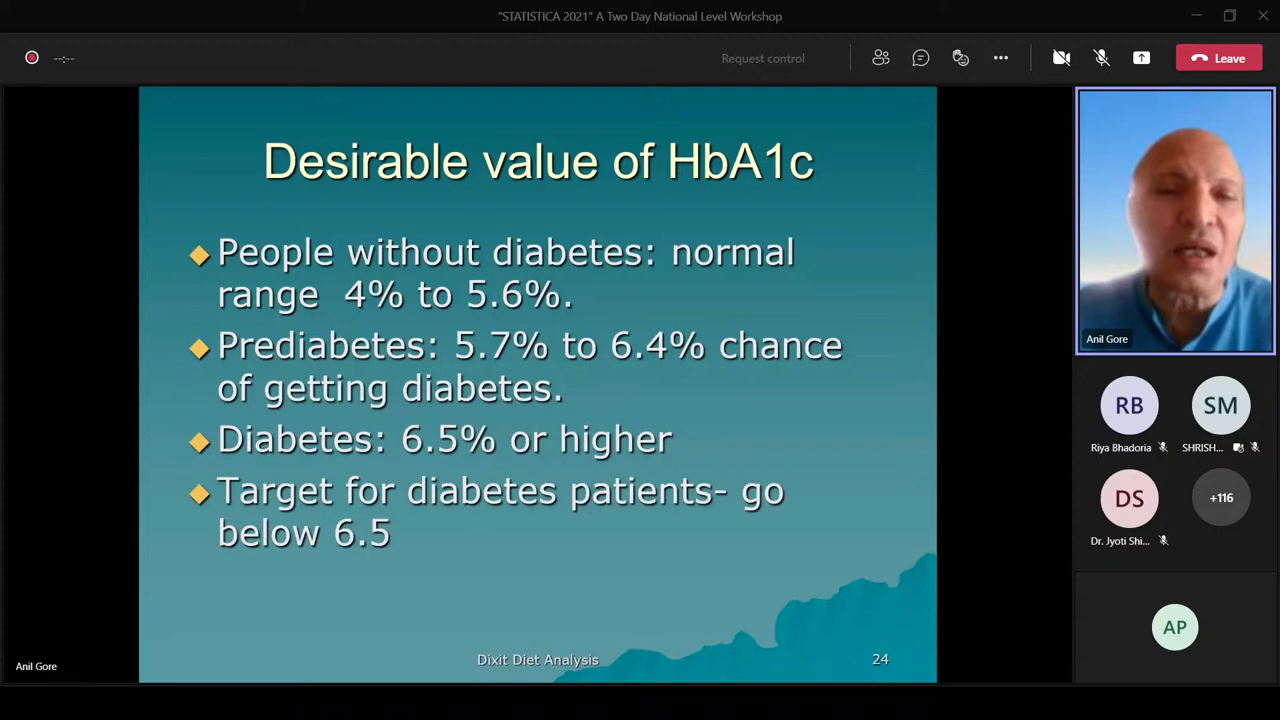 "STATISTICA 2021" A Two Day National Level Workshop
--:--
Request control
Leave
Desirable value of HbA1c
People without diabetes: normal
range 4% to 5.6%.
Prediabetes: 5.7% to 6.4% chance
of getting diabetes.
Diabetes: 6.5% or higher
Target for diabetes patients- go
below 6.5
Dixit Diet Analysis
24
Anil Gore
Anil Gore
RB
SM
Riya Bhadoria
SHRISH...
DS
+116
Dr. Jyoti Shi...
AP